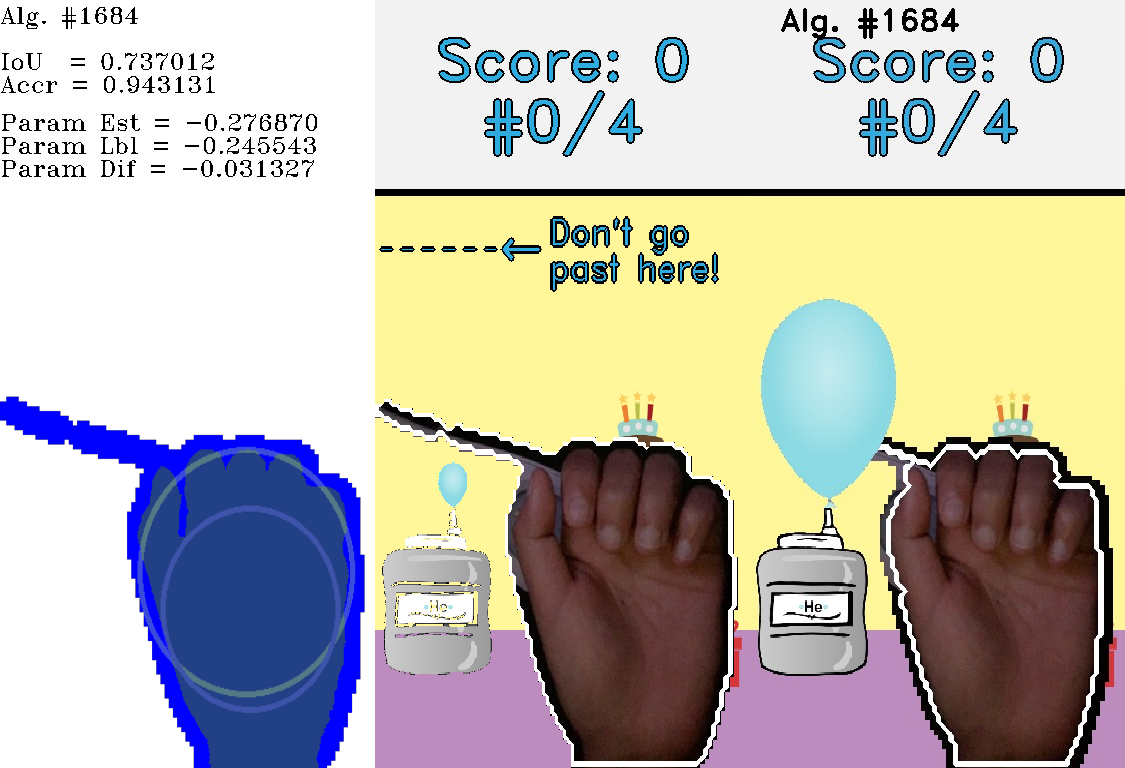 Alg. #1684
IoU = 0.737012
Accr = 0.943131
Param Est = −0.276870
Param Lbl = −0.245543
Param Dif = −0.031327
Score: 0
#0/4
Alg. #1684
Score: 0
#0/4
Don't go
past here!
He
He